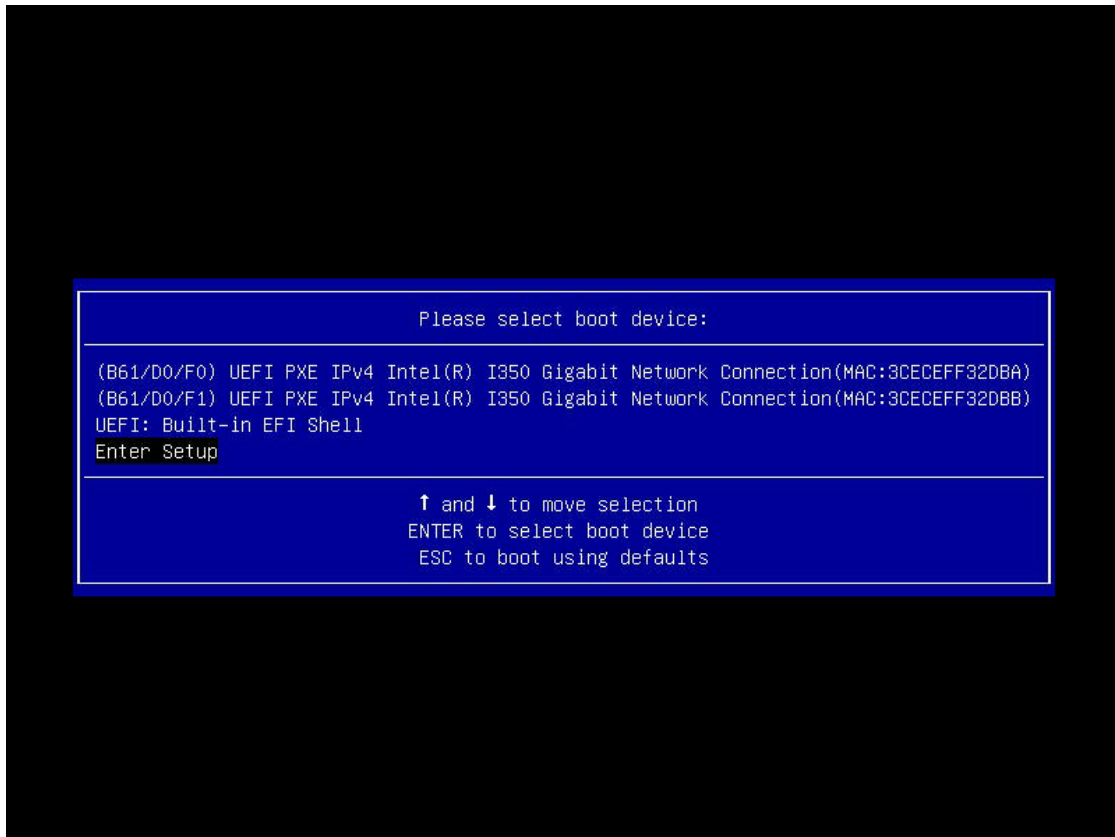 Please select boot device:
(B61/D0/F0) UEFI PXE IPv4 Intel(R) I350 Gigabit Network Connection(MAC:3CECEFF32DBA)
(B61/D0/F1) UEFI PXE IPv4 Intel(R) I350 Gigabit Network Connection(MAC:3CECEFF32DBB)
UEFI: Built-in EFI Shell
Enter Setup
↑ and ↓ to move selection
ENTER to select boot device
ESC to boot using defaults